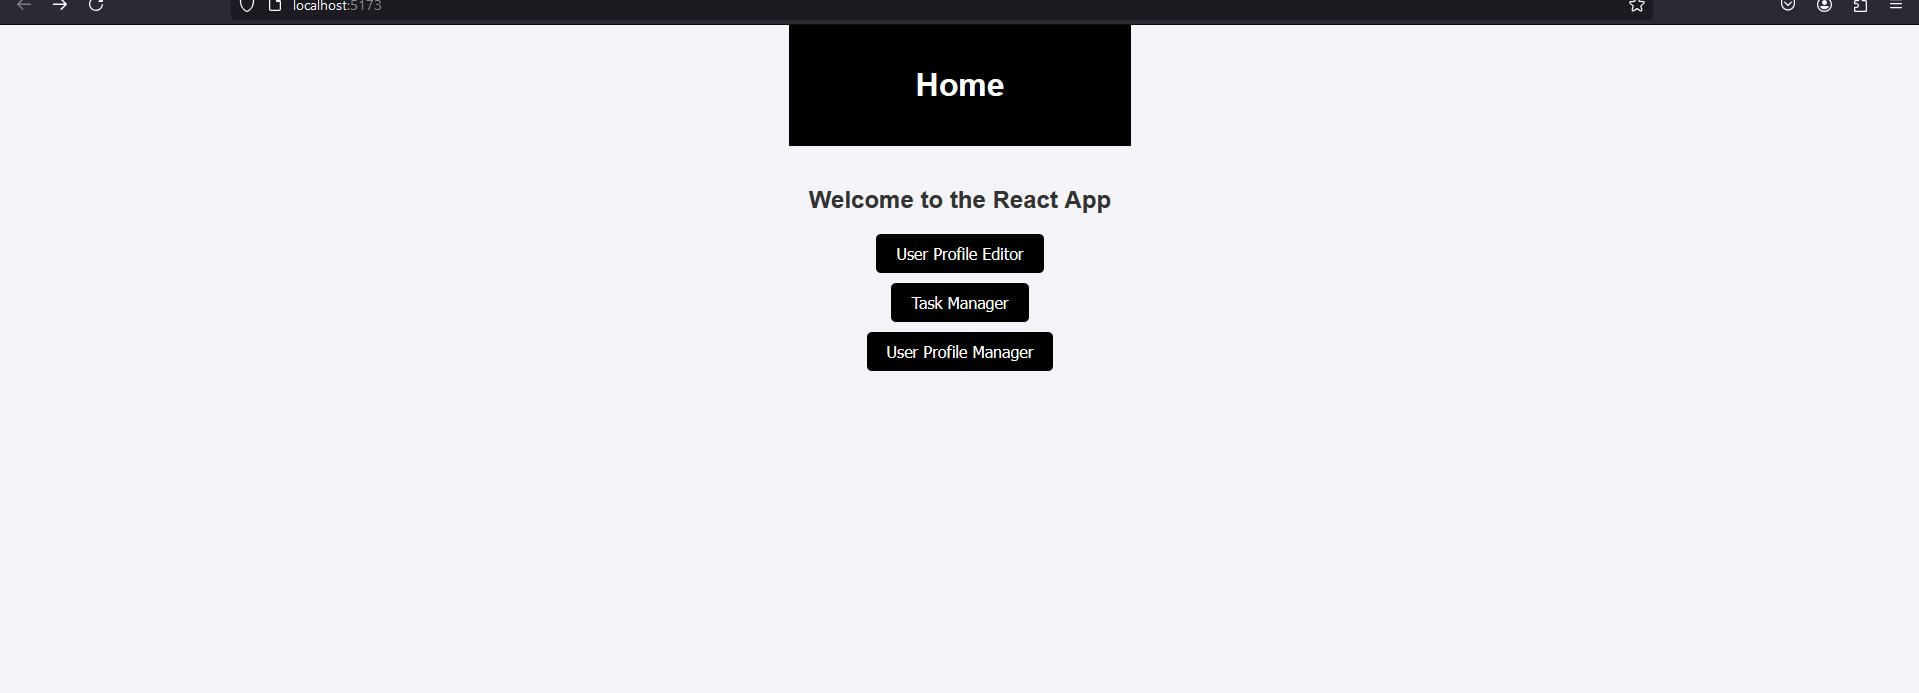 localhost:5173
Home
Welcome to the React App
User Profile Editor
Task Manager
User Profile Manager